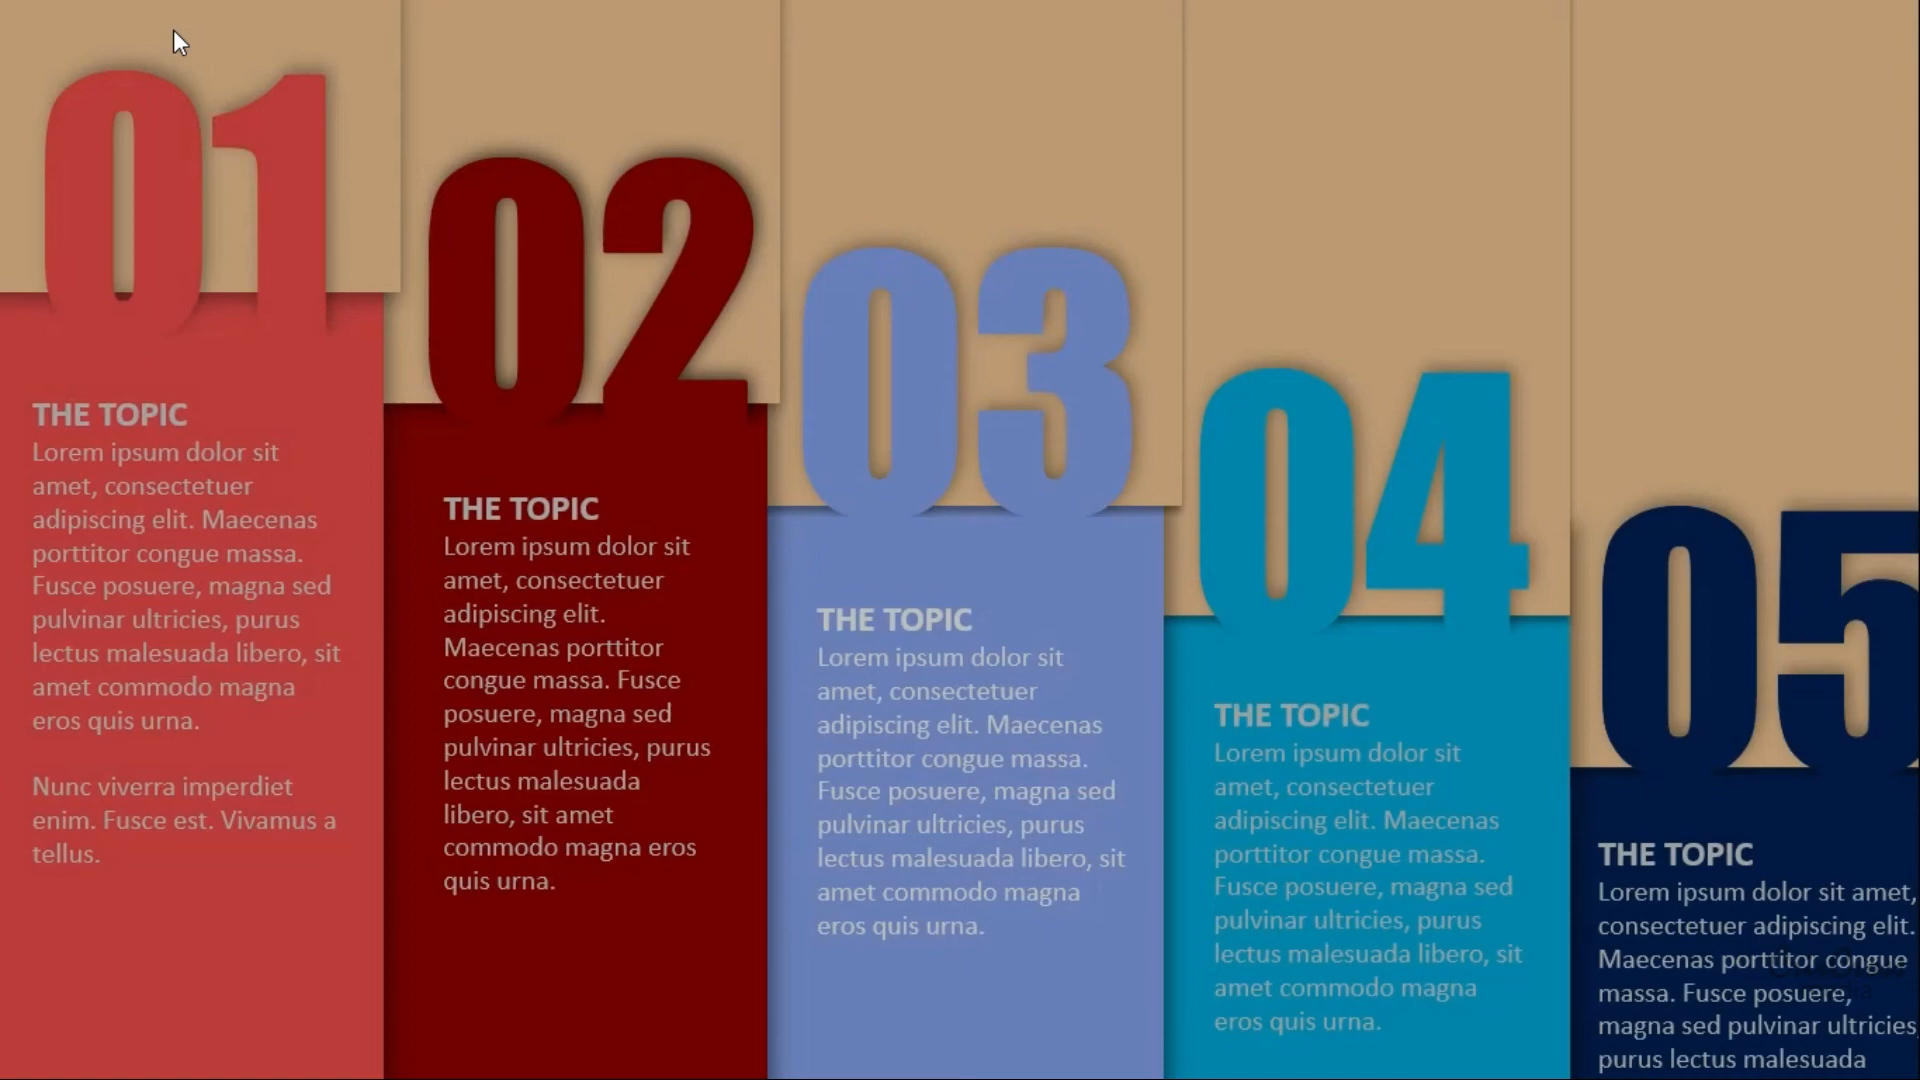 01
THE TOPIC
Lorem ipsum dolor sit
amet, consectetuer
adipiscing elit. Maecenas
porttitor congue massa.
Fusce posuere, magna sed
pulvinar ultricies, purus
lectus malesuada libero, sit
amet commodo magna
eros quis urna.
Nunc viverra imperdiet
enim. Fusce est. Vivamus a
tellus.
02
THE TOPIC
Lorem ipsum dolor sit
amet, consectetuer
adipiscing elit.
Maecenas porttitor
congue massa. Fusce
posuere, magna sed
pulvinar ultricies, purus
lectus malesuada
libero, sit amet
commodo magna eros
quis urna.
03
THE TOPIC
Lorem ipsum dolor sit
amet, consectetuer
adipiscing elit. Maecenas
porttitor congue massa.
Fusce posuere, magna sed
pulvinar ultricies, purus
lectus malesuada libero, sit
amet commodo magna
eros quis urna.
04
THE TOPIC
Lorem ipsum dolor sit
amet, consectetuer
adipiscing elit. Maecenas
porttitor congue massa.
Fusce posuere, magna sed
pulvinar ultricies, purus
lectus malesuada libero, sit
amet commodo magna
eros quis urna.
05
THE TOPIC
Lorem ipsum dolor sit amet,
consectetuer adipiscing elit.
Maecenas porttitor congue
massa. Fusce posuere,
magna sed pulvinar ultricies
purus lectus malesuada